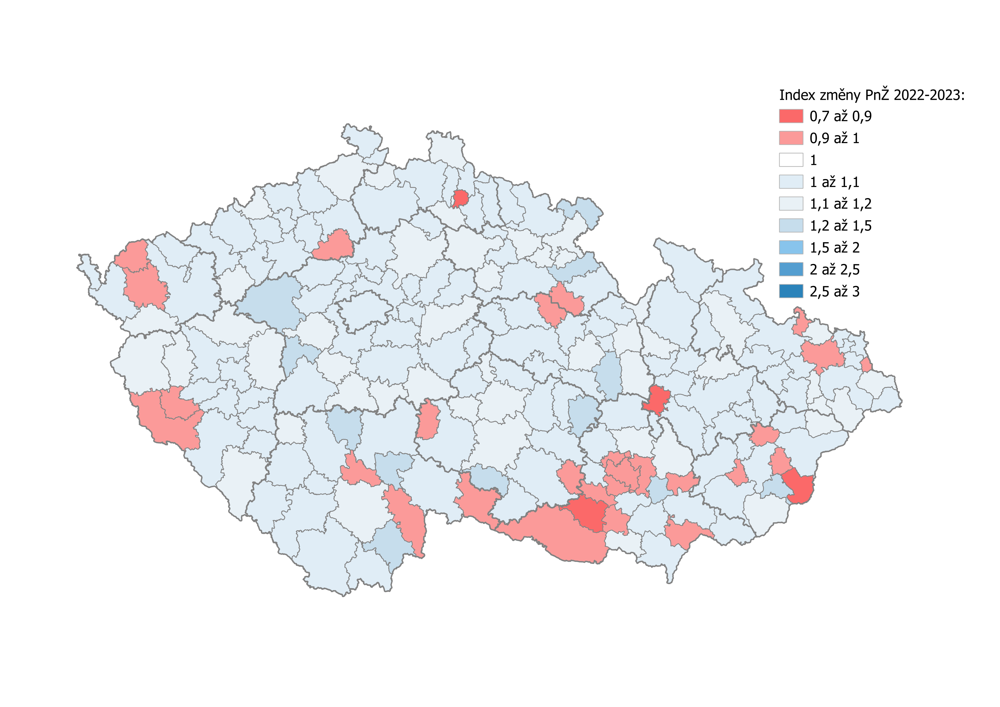 Index změny PnŽ 2022-2023:
0,7 až 0,9
0,9 až 1
1
1 až 1,1
1,1 až 1,2
1,2 až 1,5
1,5 až 2
2 až 2,5
2,5 až 3